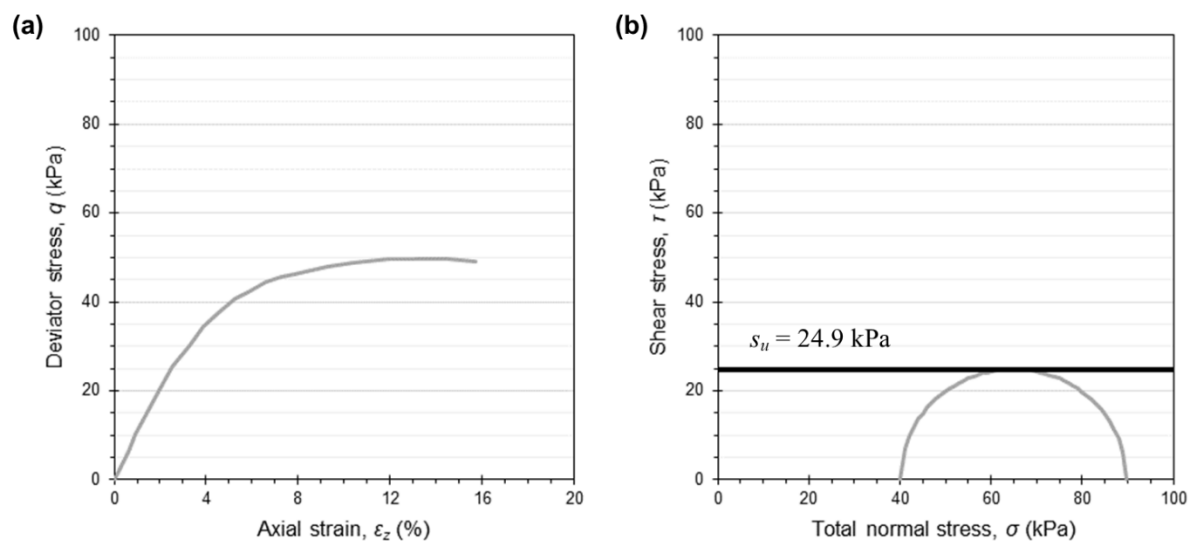 (a)
100
80
60
40
20
0
Deviator stress, q (kPa)
0 4 8 12 16 20
Axial strain, εz (%)
(b)
100
80
60
40
20
0
Shear stress, τ (kPa)
su = 24.9 kPa
0 20 40 60 80 100
Total normal stress, σ (kPa)